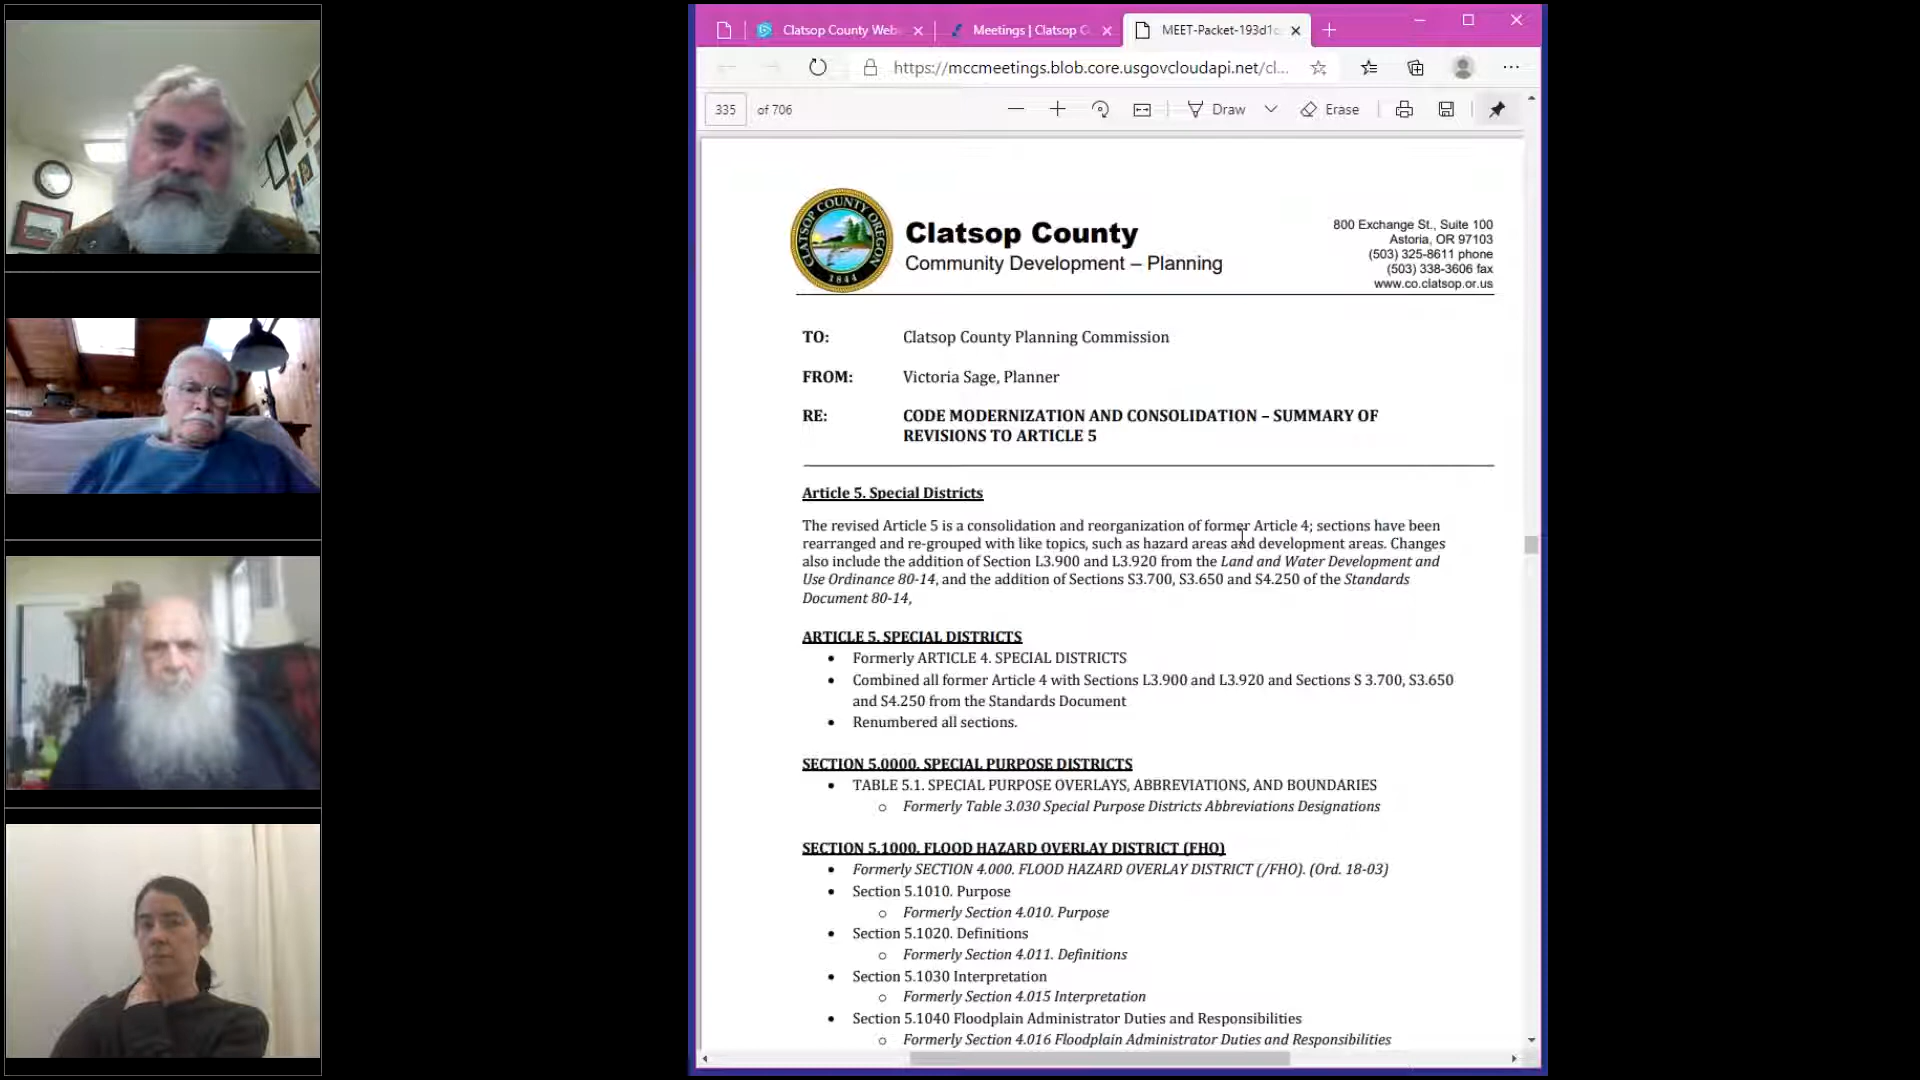 Clatsop County Web
Meetings | Clatsop C
MEET-Packet-193d1c
https://mccmeetings.blob.core.usgovcloudapi.net/cl...
335 of 706
Draw
Erase
CLATSOP COUNTY OREGON
1844
Clatsop County
Community Development – Planning
800 Exchange St., Suite 100
Astoria, OR 97103
(503) 325-8611 phone
(503) 338-3606 fax
www.co.clatsop.or.us
TO: Clatsop County Planning Commission
FROM: Victoria Sage, Planner
RE: CODE MODERNIZATION AND CONSOLIDATION – SUMMARY OF
REVISIONS TO ARTICLE 5
Article 5. Special Districts
The revised Article 5 is a consolidation and reorganization of former Article 4; sections have been
rearranged and re-grouped with like topics, such as hazard areas and development areas. Changes
also include the addition of Section L3.900 and L3.920 from the Land and Water Development and
Use Ordinance 80-14, and the addition of Sections S3.700, S3.650 and S4.250 of the Standards
Document 80-14,
ARTICLE 5. SPECIAL DISTRICTS
• Formerly ARTICLE 4. SPECIAL DISTRICTS
• Combined all former Article 4 with Sections L3.900 and L3.920 and Sections S 3.700, S3.650
and S4.250 from the Standards Document
• Renumbered all sections.
SECTION 5.0000. SPECIAL PURPOSE DISTRICTS
• TABLE 5.1. SPECIAL PURPOSE OVERLAYS, ABBREVIATIONS, AND BOUNDARIES
o Formerly Table 3.030 Special Purpose Districts Abbreviations Designations
SECTION 5.1000. FLOOD HAZARD OVERLAY DISTRICT (FHO)
• Formerly SECTION 4.000. FLOOD HAZARD OVERLAY DISTRICT (/FHO). (Ord. 18-03)
• Section 5.1010. Purpose
o Formerly Section 4.010. Purpose
• Section 5.1020. Definitions
o Formerly Section 4.011. Definitions
• Section 5.1030 Interpretation
o Formerly Section 4.015 Interpretation
• Section 5.1040 Floodplain Administrator Duties and Responsibilities
o Formerly Section 4.016 Floodplain Administrator Duties and Responsibilities